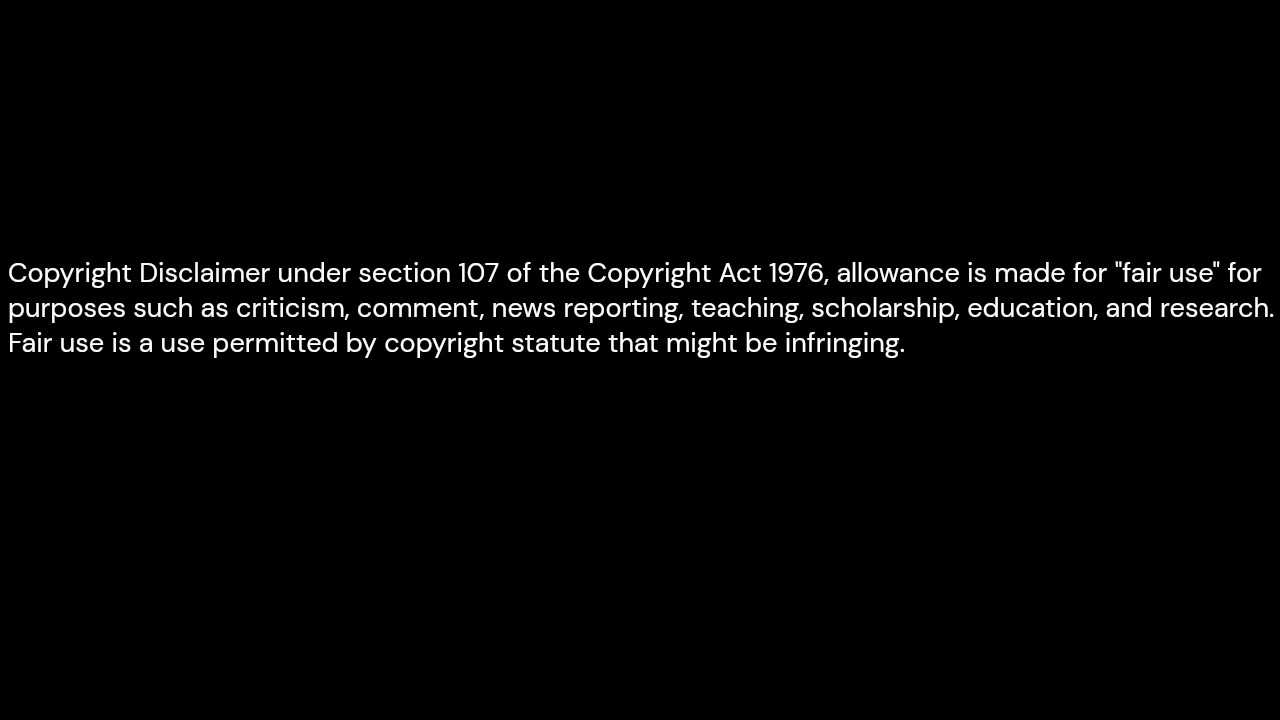 Copyright Disclaimer under section 107 of the Copyright Act 1976, allowance is made for "fair use" for
purposes such as criticism, comment, news reporting, teaching, scholarship, education, and research.
Fair use is a use permitted by copyright statute that might be infringing.